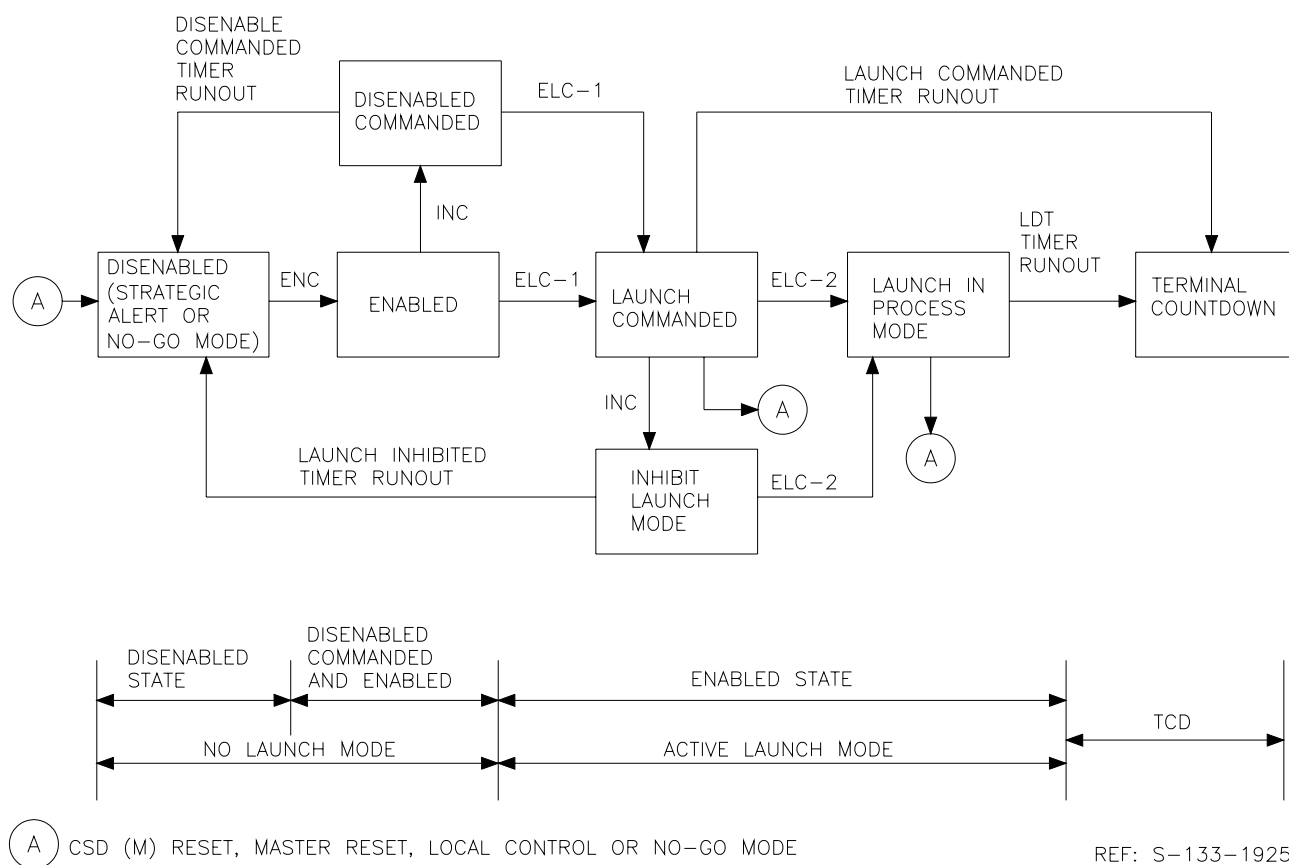 DISENABLE
COMMANDED
TIMER
RUNOUT
DISENABLED
COMMANDED
ELC-1
LAUNCH COMMANDED
TIMER RUNOUT
INC
LDT
TIMER
RUNOUT
A
DISENABLED
(STRATEGIC
ALERT OR
NO-GO MODE)
ENC
ENABLED
ELC-1
LAUNCH
COMMANDED
ELC-2
LAUNCH IN
PROCESS
MODE
TERMINAL
COUNTDOWN
INC
A
A
LAUNCH INHIBITED
TIMER RUNOUT
INHIBIT
LAUNCH
MODE
ELC-2
DISENABLED
STATE
DISENABLED
COMMANDED
AND ENABLED
ENABLED STATE
NO LAUNCH MODE
ACTIVE LAUNCH MODE
TCD
A CSD (M) RESET, MASTER RESET, LOCAL CONTROL OR NO-GO MODE
REF: S-133-1925